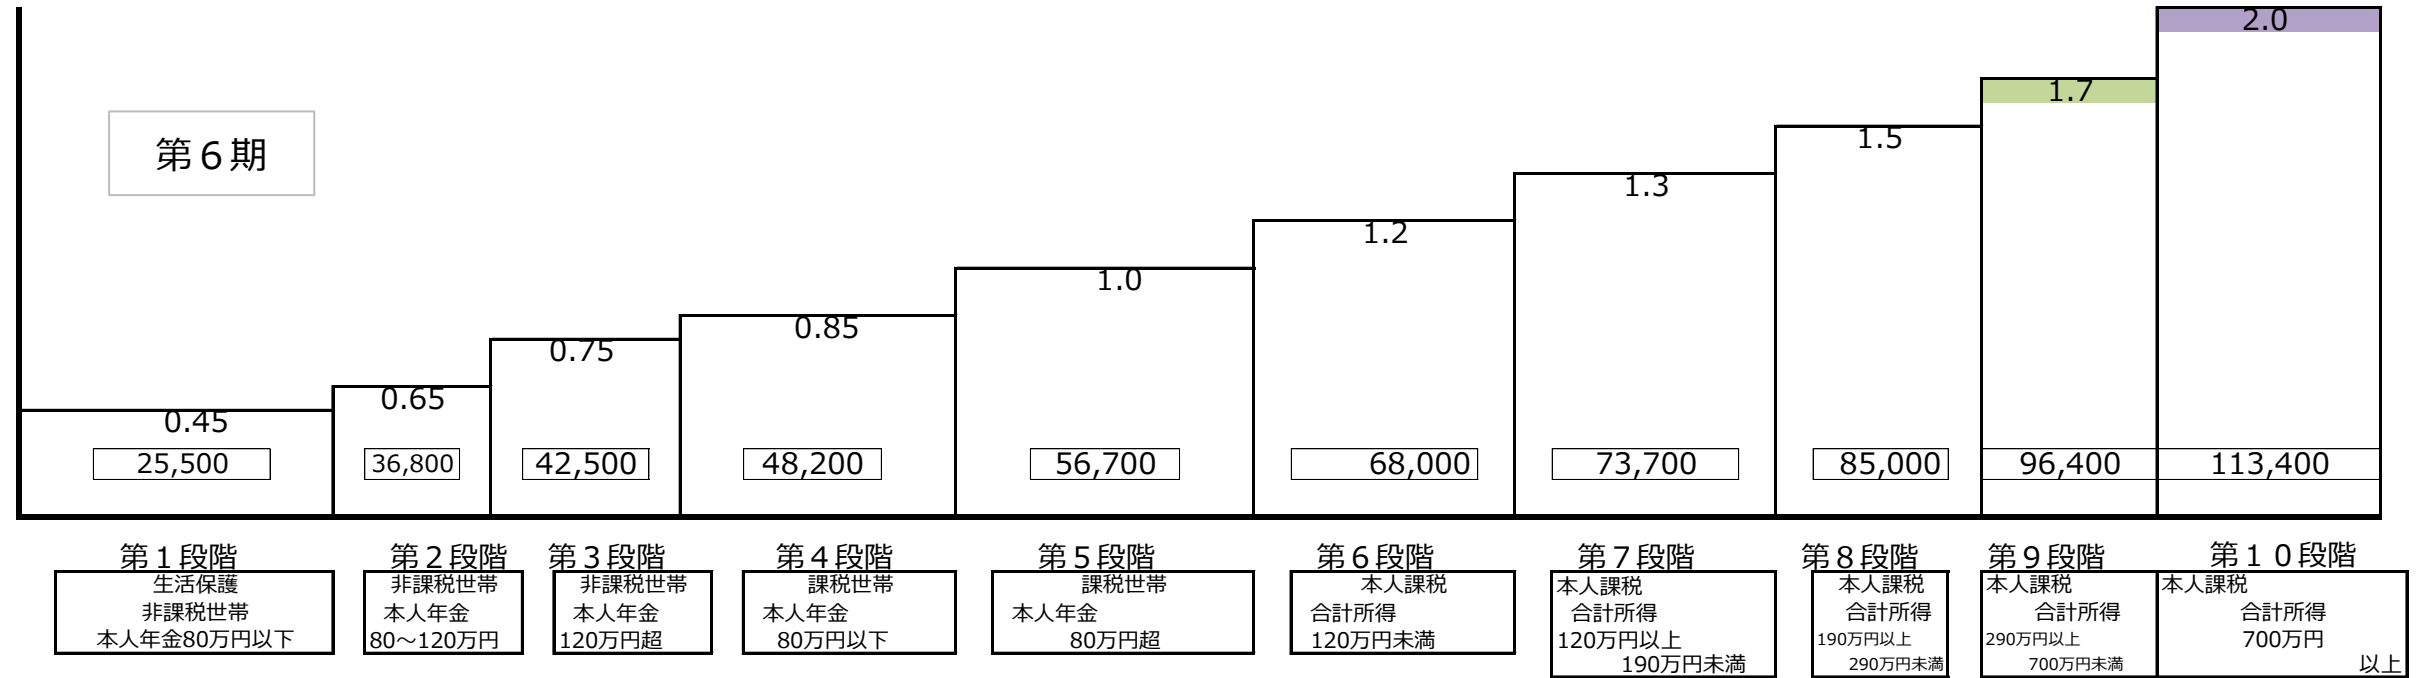 2.0
1.7
第６期
1.5
1.3
1.2
1.0
0.85
0.75
0.65
0.45
25,500
36,800
42,500
48,200
56,700
68,000
73,700
85,000
96,400
113,400
第１段階
生活保護
非課税世帯
本人年金80万円以下
第２段階
非課税世帯
本人年金
80～120万円
第３段階
非課税世帯
本人年金
120万円超
第４段階
課税世帯
本人年金
80万円以下
第５段階
課税世帯
本人年金
80万円超
第６段階
本人課税
合計所得
120万円未満
第７段階
本人課税
合計所得
120万円以上
190万円未満
第８段階
本人課税
合計所得
190万円以上
290万円未満
第９段階
本人課税
合計所得
290万円以上
700万円未満
第１０段階
本人課税
合計所得
700万円
以上